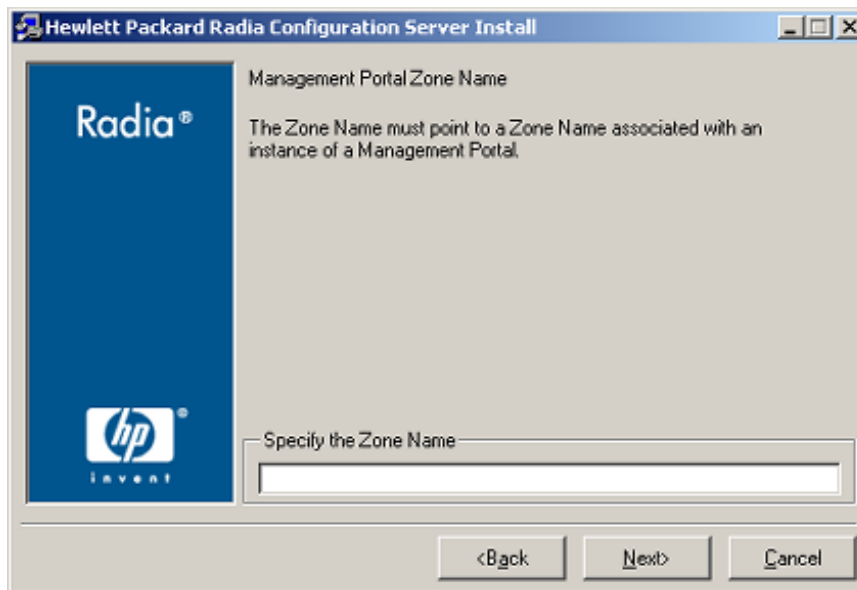 Hewlett Packard Radia Configuration Server Install
Radia®
Management Portal Zone Name
The Zone Name must point to a Zone Name associated with an
instance of a Management Portal.
hp®
invent
Specify the Zone Name
<Back
Next>
Cancel